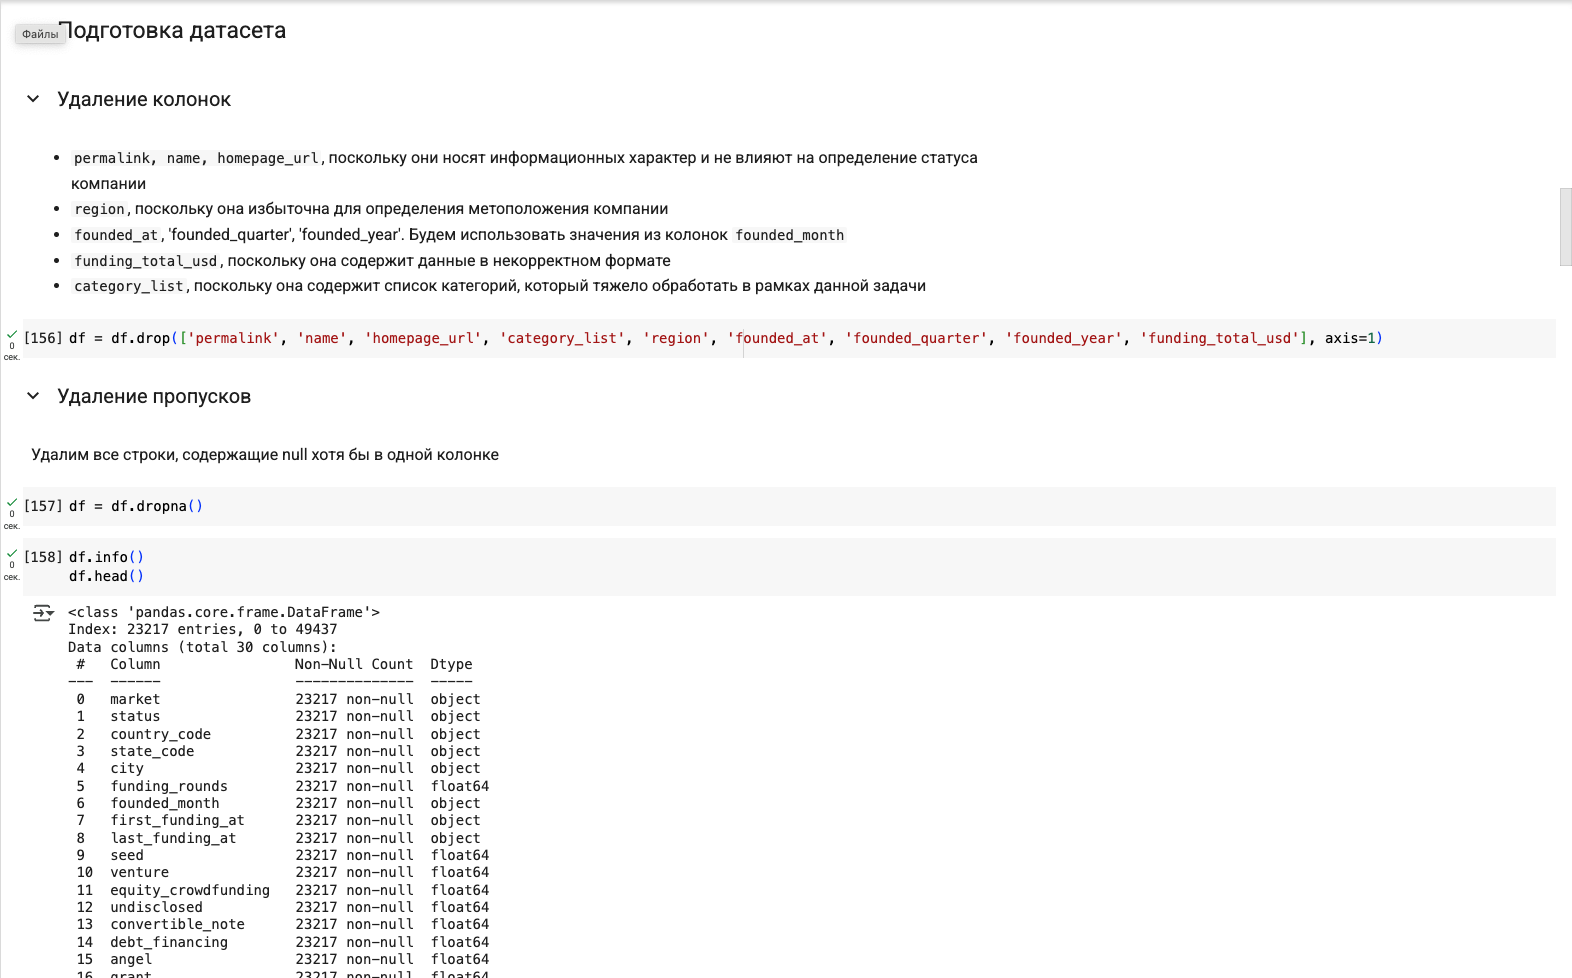 Файлы
Подготовка датасета
Удаление колонок
permalink, name, homepage_url, поскольку они носят информационных характер и не влияют на определение статуса
компании
region, поскольку она избыточна для определения метоположения компании
founded_at, 'founded_quarter', 'founded_year'. Будем использовать значения из колонок founded_month
funding_total_usd, поскольку она содержит данные в некорректном формате
category_list, поскольку она содержит список категорий, который тяжело обработать в рамках данной задачи
[156] df = df.drop(['permalink', 'name', 'homepage_url', 'category_list', 'region', 'founded_at', 'founded_quarter', 'founded_year', 'funding_total_usd'], axis=1)
0
сек.
Удаление пропусков
Удалим все строки, содержащие null хотя бы в одной колонке
[157] df = df.dropna()
0
сек.
[158] df.info()
0
сек.
df.head()
<class 'pandas.core.frame.DataFrame'>
Index: 23217 entries, 0 to 49437
Data columns (total 30 columns):
# Column Non-Null Count Dtype
--- ------ -------------- -----
0 market 23217 non-null object
1 status 23217 non-null object
2 country_code 23217 non-null object
3 state_code 23217 non-null object
4 city 23217 non-null object
5 funding_rounds 23217 non-null float64
6 founded_month 23217 non-null object
7 first_funding_at 23217 non-null object
8 last_funding_at 23217 non-null object
9 seed 23217 non-null float64
10 venture 23217 non-null float64
11 equity_crowdfunding 23217 non-null float64
12 undisclosed 23217 non-null float64
13 convertible_note 23217 non-null float64
14 debt_financing 23217 non-null float64
15 angel 23217 non-null float64
16 grant 23217 non-null float64